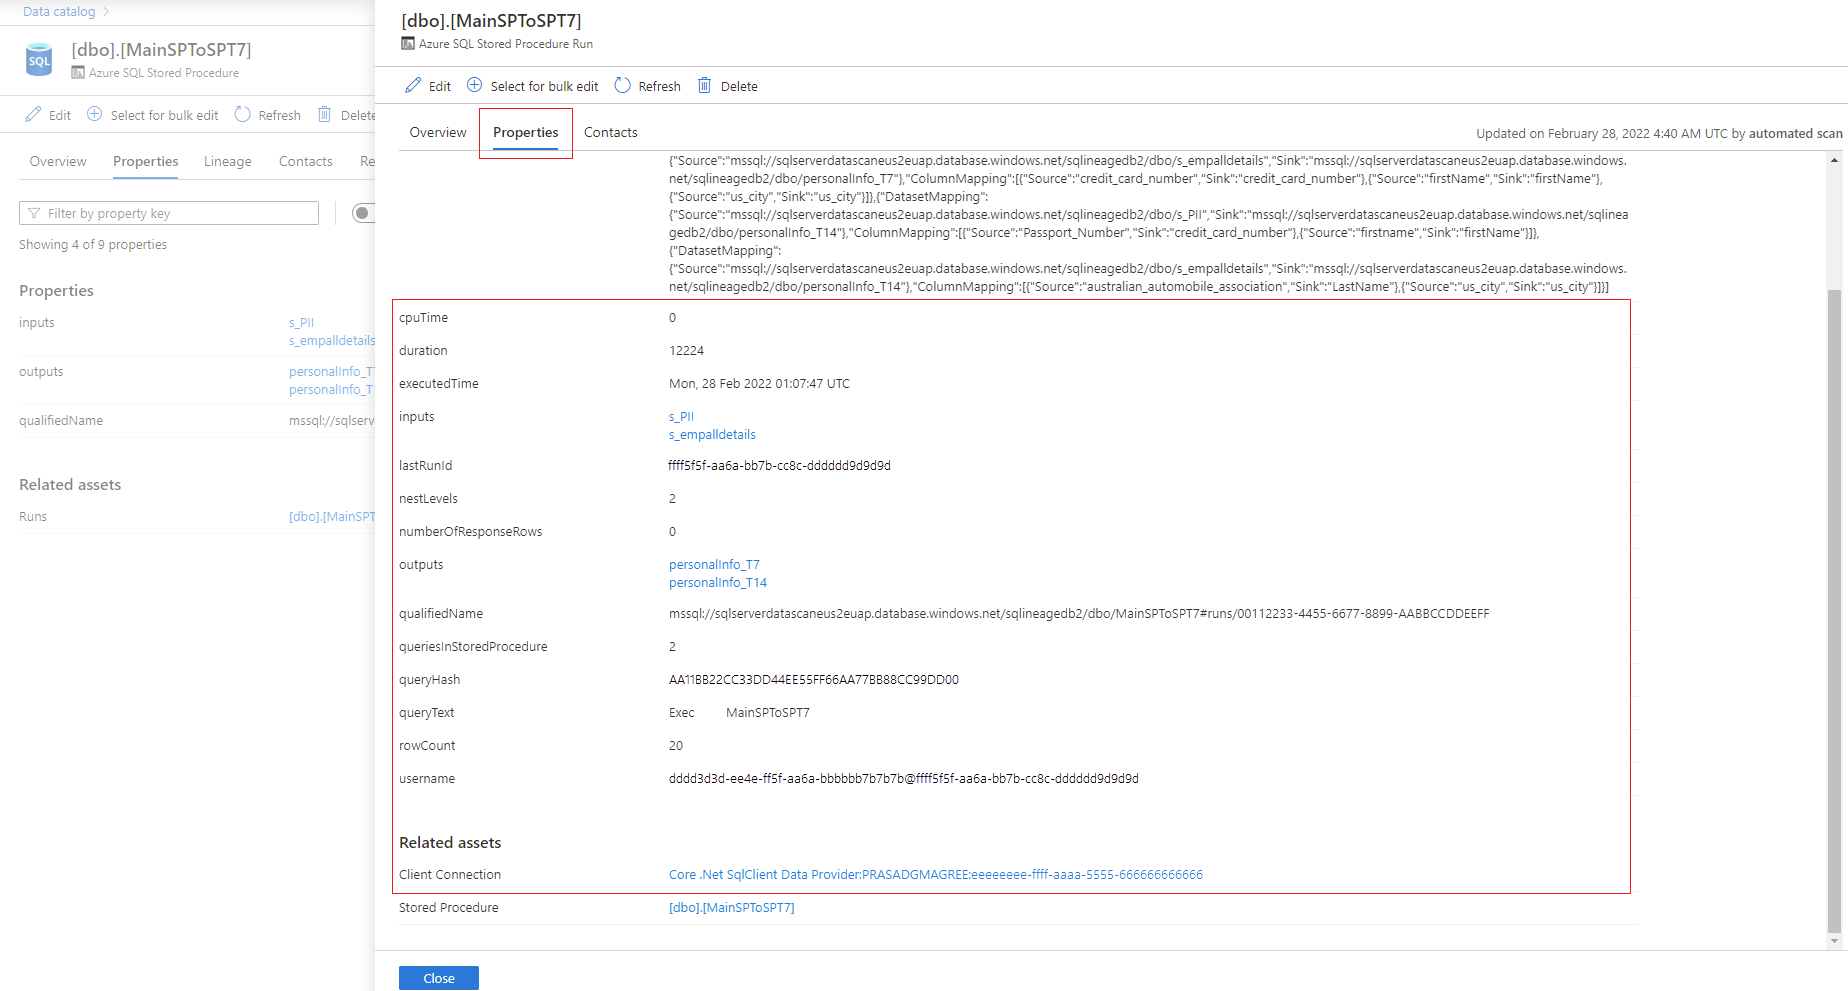 Data catalog >
[dbo].[MainSPToSPT7]
Azure SQL Stored Procedure
SQL
Edit Select for bulk edit Refresh Delete
Overview Properties Lineage Contacts Re
Filter by property key
Showing 4 of 9 properties
Properties
inputs s_PII
s_empalldetails
outputs personalInfo_T7
personalInfo_T
qualifiedName mssql://sqlserv
Related assets
Runs [dbo].[MainSPT
[dbo].[MainSPToSPT7]
Azure SQL Stored Procedure Run
Edit Select for bulk edit Refresh Delete
Overview Properties Contacts
Updated on February 28, 2022 4:40 AM UTC by automated scan
{"Source":"mssql://sqlserverdatascaneus2euap.database.windows.net/sqlineagedb2/dbo/s_empalldetails","Sink":"mssql://sqlserverdatascaneus2euap.database.windows.
net/sqlineagedb2/dbo/personalInfo_T7"},"ColumnMapping":[{"Source":"credit_card_number","Sink":"credit_card_number"},{"Source":"firstName","Sink":"firstName"},
{"Source":"us_city","Sink":"us_city"}]},{"DatasetMapping":
{"Source":"mssql://sqlserverdatascaneus2euap.database.windows.net/sqlineagedb2/dbo/s_PII","Sink":"mssql://sqlserverdatascaneus2euap.database.windows.net/sqlinea
gedb2/dbo/personalInfo_T14"},"ColumnMapping":[{"Source":"Passport_Number","Sink":"credit_card_number"},{"Source":"firstname","Sink":"firstName"}]},
{"DatasetMapping":
{"Source":"mssql://sqlserverdatascaneus2euap.database.windows.net/sqlineagedb2/dbo/s_empalldetails","Sink":"mssql://sqlserverdatascaneus2euap.database.windows.
net/sqlineagedb2/dbo/personalInfo_T14"},"ColumnMapping":[{"Source":"australian_automobile_association","Sink":"LastName"},{"Source":"us_city","Sink":"us_city"}]}]
cpuTime 0
duration 12224
executedTime Mon, 28 Feb 2022 01:07:47 UTC
inputs s_PII
s_empalldetails
lastRunId ffff5f5f-aa6a-bb7b-cc8c-dddddd9d9d9d
nestLevels 2
numberOfResponseRows 0
outputs personalInfo_T7
personalInfo_T14
qualifiedName mssql://sqlserverdatascaneus2euap.database.windows.net/sqlineagedb2/dbo/MainSPToSPT7#runs/00112233-4455-6677-8899-AABBCCDDEEFF
queriesInStoredProcedure 2
queryHash AA11BB22CC33DD44EE55FF66AA77BB88CC99DD00
queryText Exec MainSPToSPT7
rowCount 20
username dddd3d3d-ee4e-ff5f-aa6a-bbbbbb7b7b7b@ffff5f5f-aa6a-bb7b-cc8c-dddddd9d9d9d
Related assets
Client Connection Core .Net SqlClient Data Provider:PRASADGMAGREE:eeeeeeee-ffff-aaaa-5555-666666666666
Stored Procedure [dbo].[MainSPToSPT7]
Close